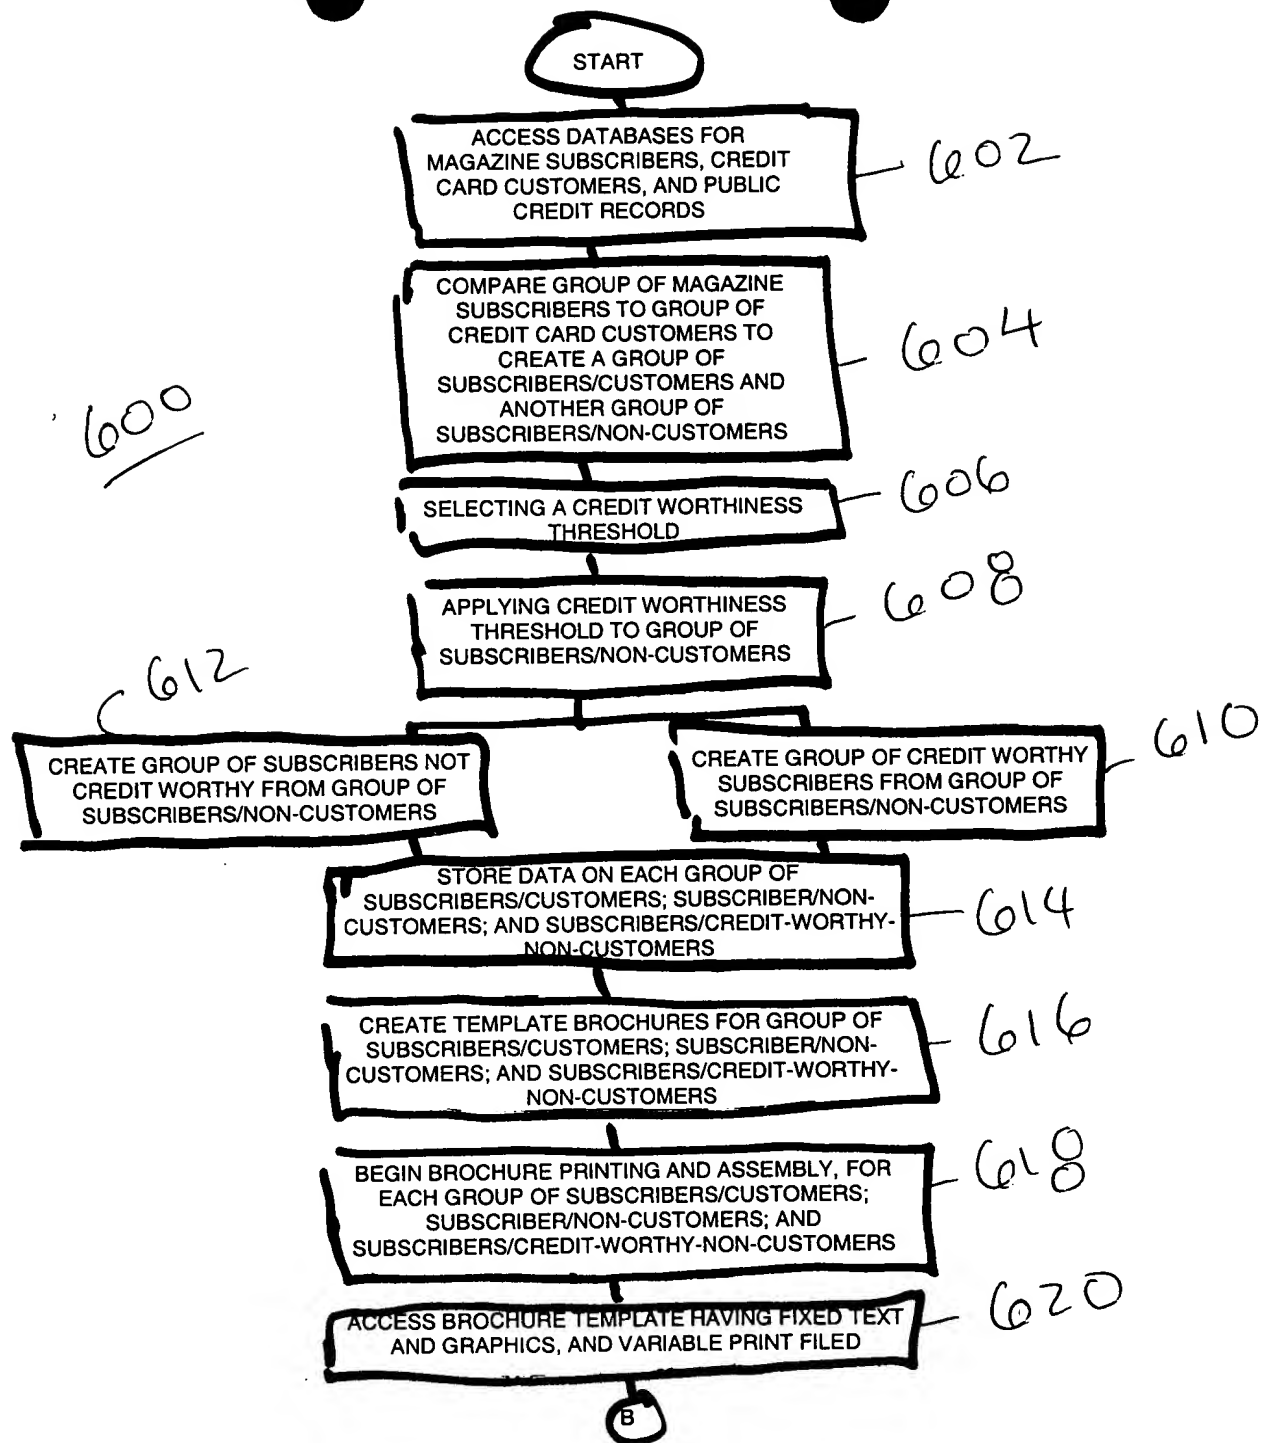 START
ACCESS DATABASES FOR
MAGAZINE SUBSCRIBERS, CREDIT
CARD CUSTOMERS, AND PUBLIC
CREDIT RECORDS
602
COMPARE GROUP OF MAGAZINE
SUBSCRIBERS TO GROUP OF
CREDIT CARD CUSTOMERS TO
CREATE A GROUP OF
SUBSCRIBERS/CUSTOMERS AND
ANOTHER GROUP OF
SUBSCRIBERS/NON-CUSTOMERS
604
600
SELECTING A CREDIT WORTHINESS
THRESHOLD
606
APPLYING CREDIT WORTHINESS
THRESHOLD TO GROUP OF
SUBSCRIBERS/NON-CUSTOMERS
608
612
CREATE GROUP OF SUBSCRIBERS NOT
CREDIT WORTHY FROM GROUP OF
SUBSCRIBERS/NON-CUSTOMERS
CREATE GROUP OF CREDIT WORTHY
SUBSCRIBERS FROM GROUP OF
SUBSCRIBERS/NON-CUSTOMERS
610
STORE DATA ON EACH GROUP OF
SUBSCRIBERS/CUSTOMERS; SUBSCRIBER/NON-
CUSTOMERS; AND SUBSCRIBERS/CREDIT-WORTHY-
NON-CUSTOMERS
614
CREATE TEMPLATE BROCHURES FOR GROUP OF
SUBSCRIBERS/CUSTOMERS; SUBSCRIBER/NON-
CUSTOMERS; AND SUBSCRIBERS/CREDIT-WORTHY-
NON-CUSTOMERS
616
BEGIN BROCHURE PRINTING AND ASSEMBLY, FOR
EACH GROUP OF SUBSCRIBERS/CUSTOMERS;
SUBSCRIBER/NON-CUSTOMERS; AND
SUBSCRIBERS/CREDIT-WORTHY-NON-CUSTOMERS
618
ACCESS BROCHURE TEMPLATE HAVING FIXED TEXT
AND GRAPHICS, AND VARIABLE PRINT FILED
620
B